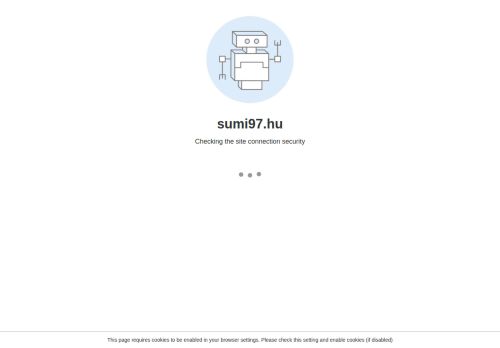 sumi97.hu
Checking the site connection security
This page requires cookies to be enabled in your browser settings. Please check this setting and enable cookies (if disabled)